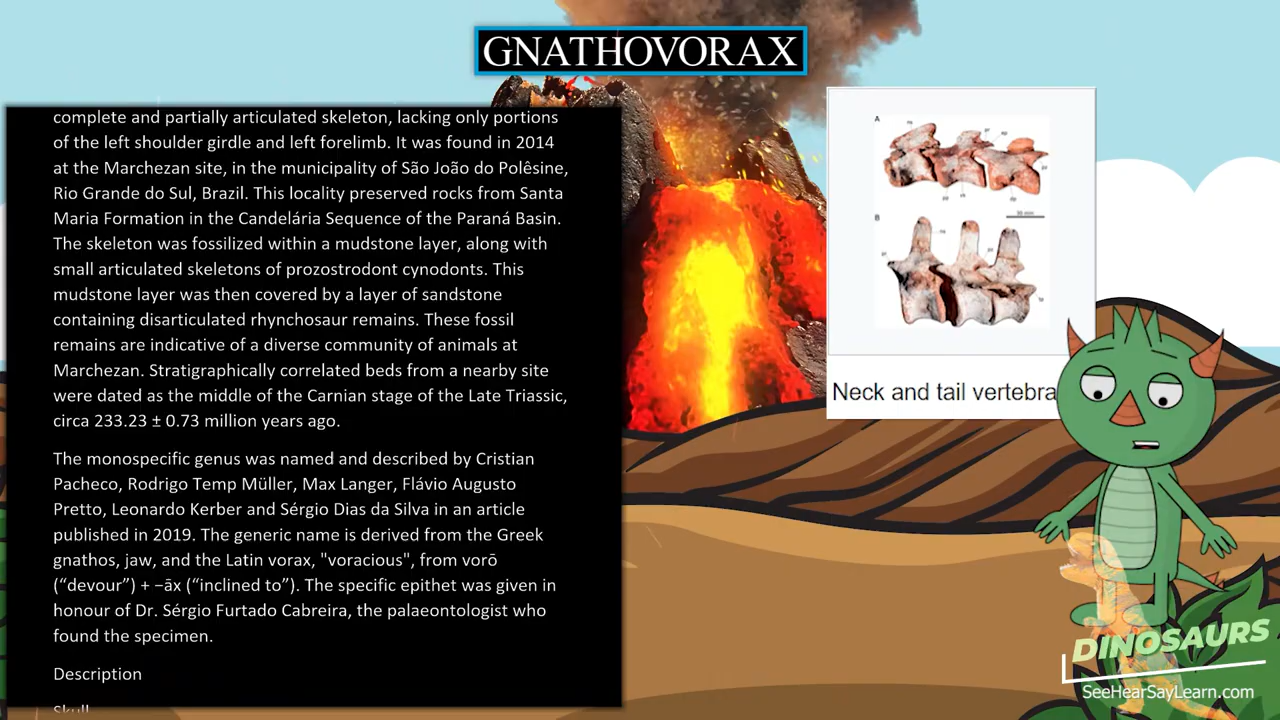 GNATHOVORAX
complete and partially articulated skeleton, lacking only portions
of the left shoulder girdle and left forelimb. It was found in 2014
at the Marchezan site, in the municipality of São João do Polêsine,
Rio Grande do Sul, Brazil. This locality preserved rocks from Santa
Maria Formation in the Candelária Sequence of the Paraná Basin.
The skeleton was fossilized within a mudstone layer, along with
small articulated skeletons of prozostrodont cynodonts. This
mudstone layer was then covered by a layer of sandstone
containing disarticulated rhynchosaur remains. These fossil
remains are indicative of a diverse community of animals at
Marchezan. Stratigraphically correlated beds from a nearby site
were dated as the middle of the Carnian stage of the Late Triassic,
circa 233.23 ± 0.73 million years ago.
The monospecific genus was named and described by Cristian
Pacheco, Rodrigo Temp Müller, Max Langer, Flávio Augusto
Pretto, Leonardo Kerber and Sérgio Dias da Silva in an article
published in 2019. The generic name is derived from the Greek
gnathos, jaw, and the Latin vorax, "voracious", from vorō
(“devour”) + −āx (“inclined to”). The specific epithet was given in
honour of Dr. Sérgio Furtado Cabreira, the palaeontologist who
found the specimen.
Description
Skull
A
B
Neck and tail vertebra
DINOSAURS
SeeHearSayLearn.com